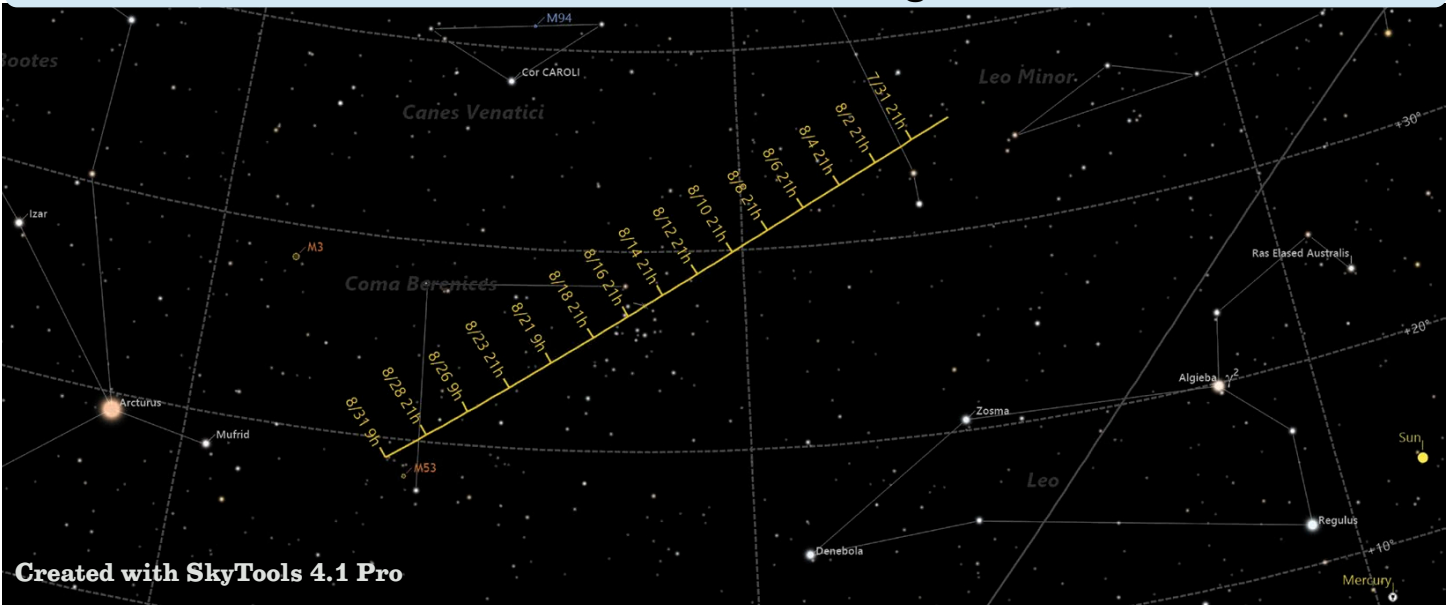 M94
Bootes
Cor CAROLI
Leo Minor
Canes Venatici
7/31 21h
8/2 21h
8/4 21h
8/6 21h
8/8 21h
8/10 21h
8/12 21h
8/14 21h
8/16 21h
8/18 21h
8/21 9h
8/23 21h
8/26 9h
8/28 21h
8/31 9h
+30°
Izar
M3
Ras Elased Australis
Coma Berenices
+20°
Algieba
γ2
Arcturus
Zosma
Mufrid
Sun
M53
Leo
Regulus
Denebola
+10°
Created with SkyTools 4.1 Pro
Mercury